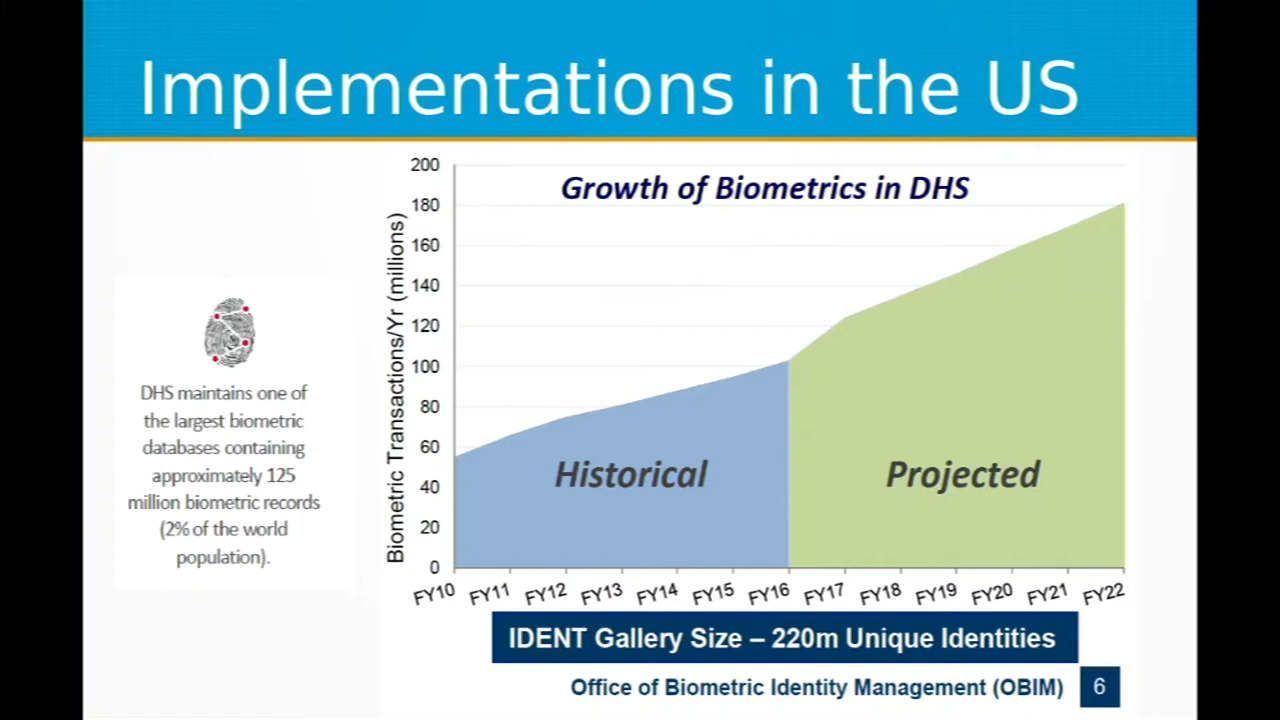 Implementations in the US
DHS maintains one of
the largest biometric
databases containing
approximately 125
million biometric records
(2% of the world
population).
Growth of Biometrics in DHS
Biometric Transactions/Yr (millions)
200
180
160
140
120
100
80
60
40
20
0
Historical
Projected
FY10 FY11 FY12 FY13 FY14 FY15 FY16 FY17 FY18 FY19 FY20 FY21 FY22
IDENT Gallery Size – 220m Unique Identities
Office of Biometric Identity Management (OBIM)
6